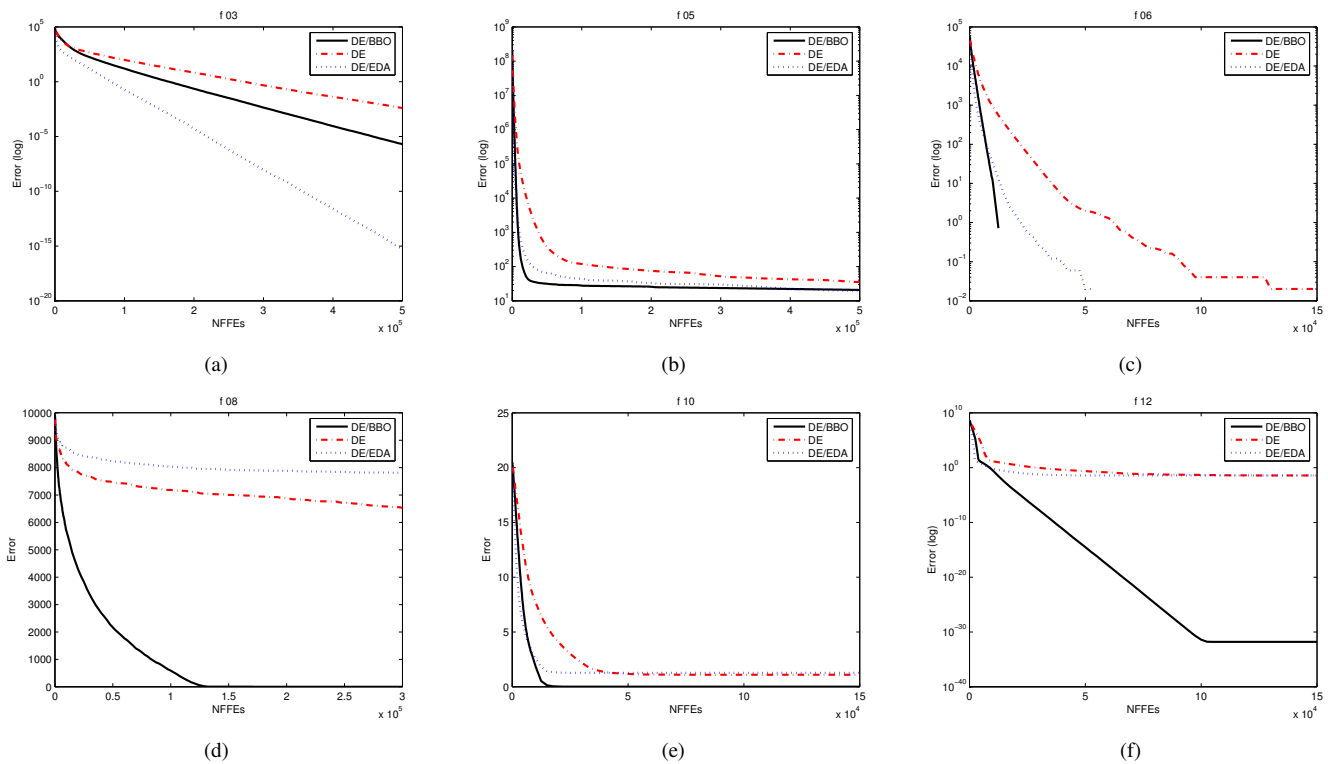 f 03
10^5
10^0
10^-5
10^-10
10^-15
10^-20
Error (log)
0 1 2 3 4 5
x 10^5
NFFEs
DE/BBO
DE
DE/EDA
(a)
f 05
10^9
10^8
10^7
10^6
10^5
10^4
10^3
10^2
10^1
Error (log)
0 1 2 3 4 5
x 10^5
NFFEs
DE/BBO
DE
DE/EDA
(b)
f 06
10^5
10^4
10^3
10^2
10^1
10^0
10^-1
10^-2
Error (log)
0 5 10 15
x 10^4
NFFEs
DE/BBO
DE
DE/EDA
(c)
f 08
10000
9000
8000
7000
6000
5000
4000
3000
2000
1000
0
Error
0 0.5 1 1.5 2 2.5 3
x 10^5
NFFEs
DE/BBO
DE
DE/EDA
(d)
f 10
25
20
15
10
5
0
Error
0 5 10 15
x 10^4
NFFEs
DE/BBO
DE
DE/EDA
(e)
f 12
10^10
10^0
10^-10
10^-20
10^-30
10^-40
Error (log)
0 5 10 15
x 10^4
NFFEs
DE/BBO
DE
DE/EDA
(f)